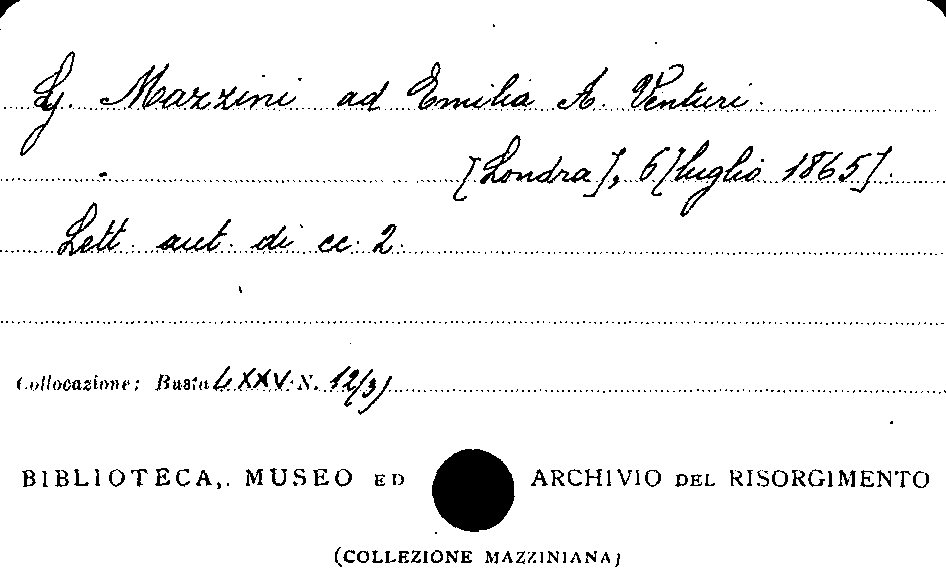 G. Mazzini ad Emilia A. Venturi.
[Londra], 6 [luglio 1865].
Lett. aut. di cc. 2.
Collocazione: Busta LXXV N. 12/3)
BIBLIOTECA, MUSEO ED ARCHIVIO DEL RISORGIMENTO
(COLLEZIONE MAZZINIANA)